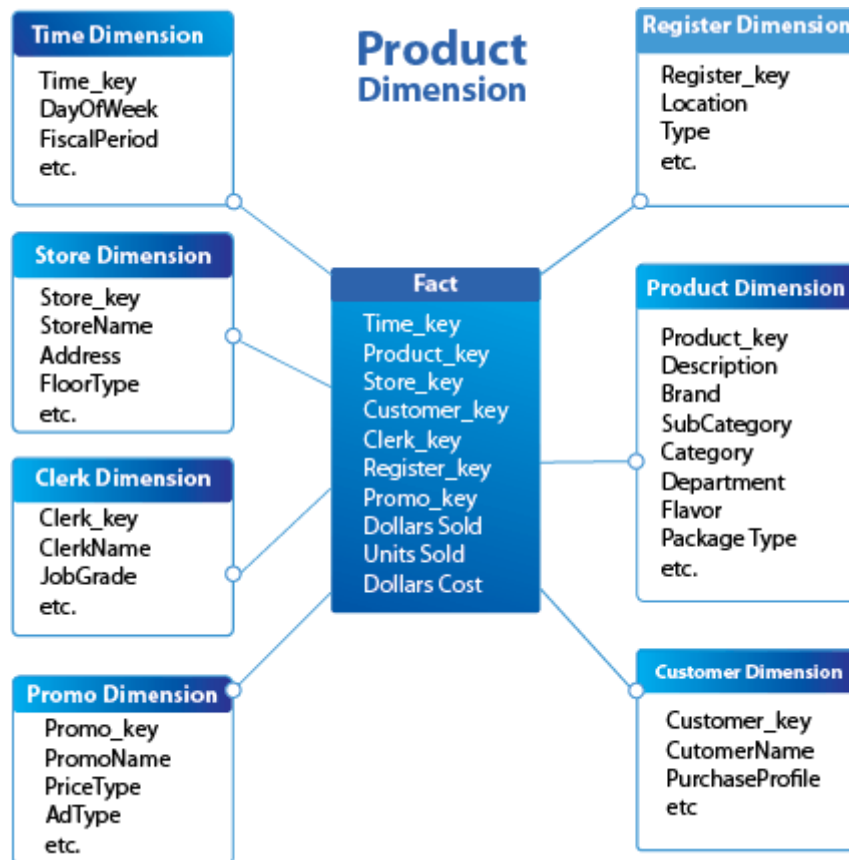 Product
Dimension
Time Dimension
Time_key
DayOfWeek
FiscalPeriod
etc.
Store Dimension
Store_key
StoreName
Address
FloorType
etc.
Clerk Dimension
Clerk_key
ClerkName
JobGrade
etc.
Promo Dimension
Promo_key
PromoName
PriceType
AdType
etc.
Fact
Time_key
Product_key
Store_key
Customer_key
Clerk_key
Register_key
Promo_key
Dollars Sold
Units Sold
Dollars Cost
Register Dimension
Register_key
Location
Type
etc.
Product Dimension
Product_key
Description
Brand
SubCategory
Category
Department
Flavor
Package Type
etc.
Customer Dimension
Customer_key
CutomerName
PurchaseProfile
etc